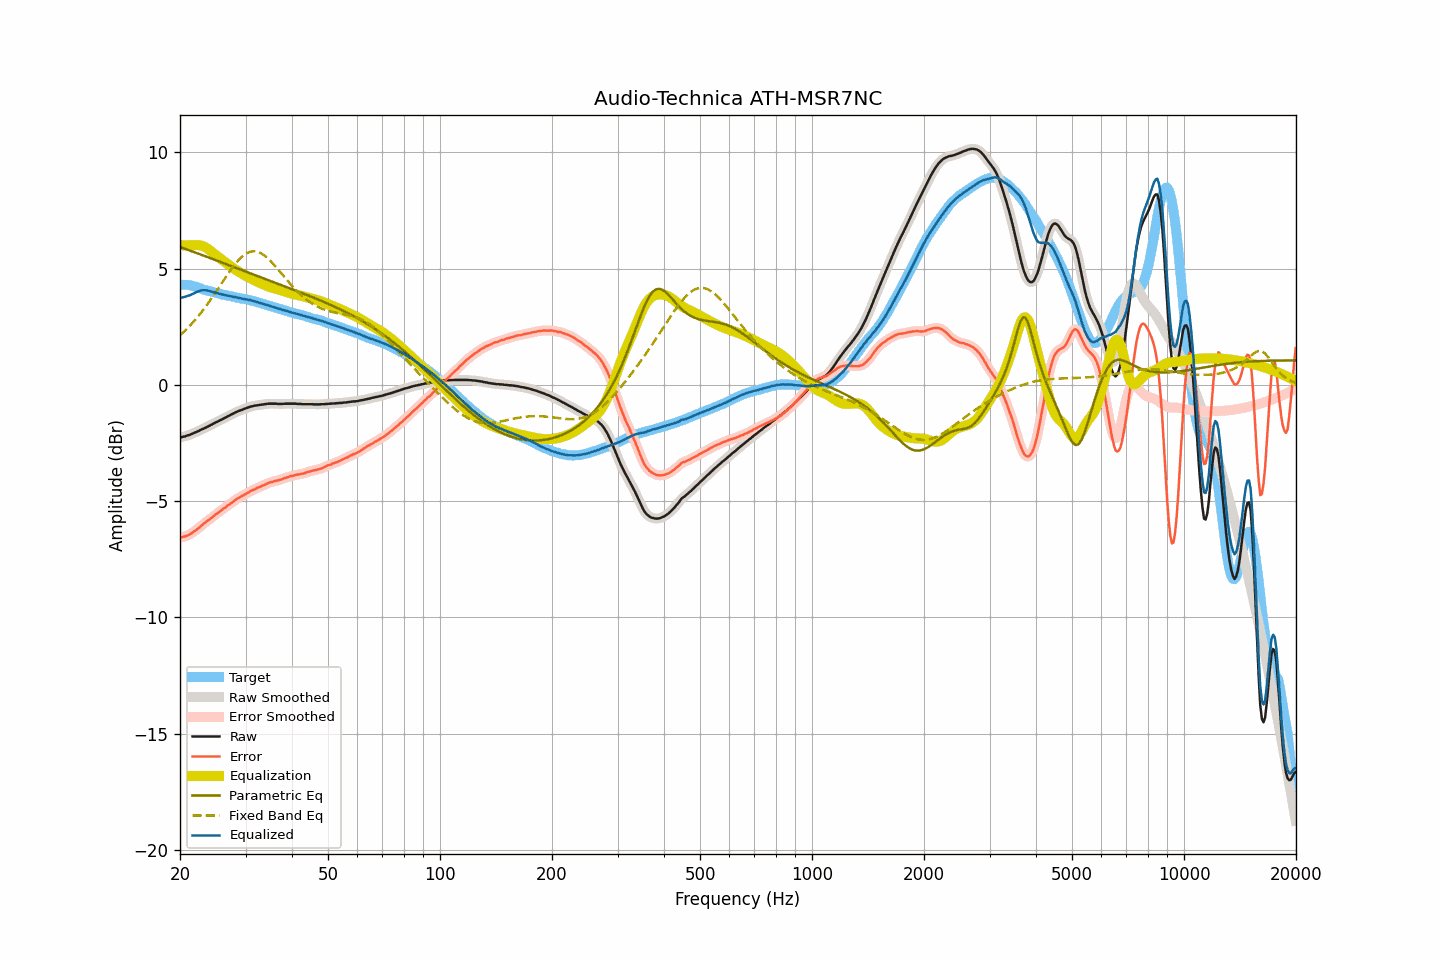 Audio-Technica ATH-MSR7NC
10
5
0
−5
−10
−15
−20
Amplitude (dBr)
Target
Raw Smoothed
Error Smoothed
Raw
Error
Equalization
Parametric Eq
Fixed Band Eq
Equalized
20 50 100 200 500 1000 2000 5000 10000 20000
Frequency (Hz)